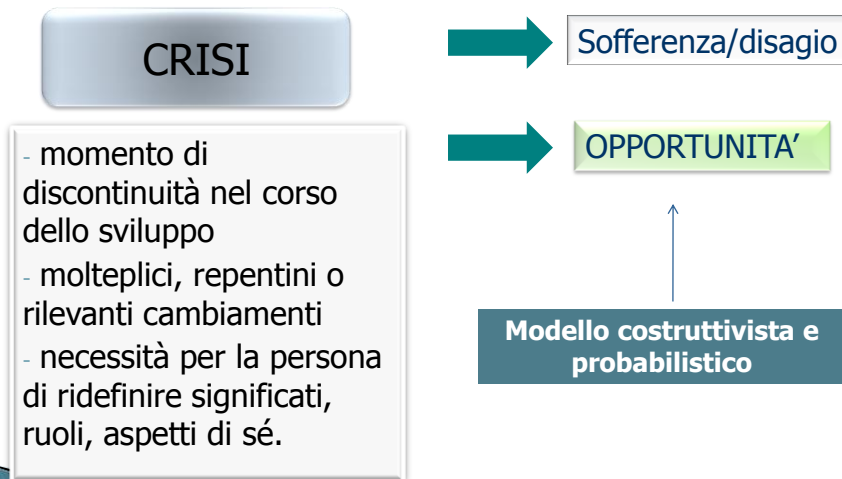 CRISI
- momento di
discontinuità nel corso
dello sviluppo
- molteplici, repentini o
rilevanti cambiamenti
- necessità per la persona
di ridefinire significati,
ruoli, aspetti di sé.
Sofferenza/disagio
OPPORTUNITA’
Modello costruttivista e
probabilistico